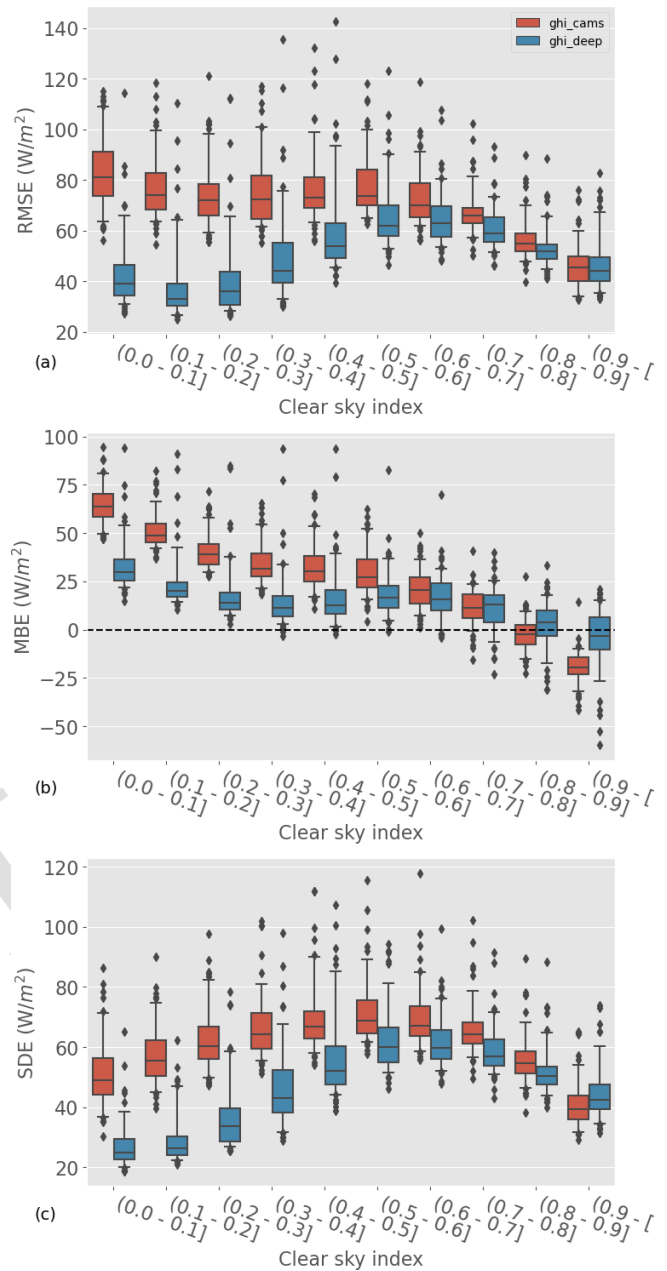 ghi_cams
ghi_deep
140
120
100
80
60
40
20
RMSE (W/m²)
(0.0 - 0.1]
(0.1 - 0.2]
(0.2 - 0.3]
(0.3 - 0.4]
(0.4 - 0.5]
(0.5 - 0.6]
(0.6 - 0.7]
(0.7 - 0.8]
(0.8 - 0.9]
(0.9 - [
(a)
Clear sky index
100
75
50
25
0
−25
−50
MBE (W/m²)
(0.0 - 0.1]
(0.1 - 0.2]
(0.2 - 0.3]
(0.3 - 0.4]
(0.4 - 0.5]
(0.5 - 0.6]
(0.6 - 0.7]
(0.7 - 0.8]
(0.8 - 0.9]
(0.9 - [
(b)
Clear sky index
120
100
80
60
40
20
SDE (W/m²)
(0.0 - 0.1]
(0.1 - 0.2]
(0.2 - 0.3]
(0.3 - 0.4]
(0.4 - 0.5]
(0.5 - 0.6]
(0.6 - 0.7]
(0.7 - 0.8]
(0.8 - 0.9]
(0.9 - [
(c)
Clear sky index